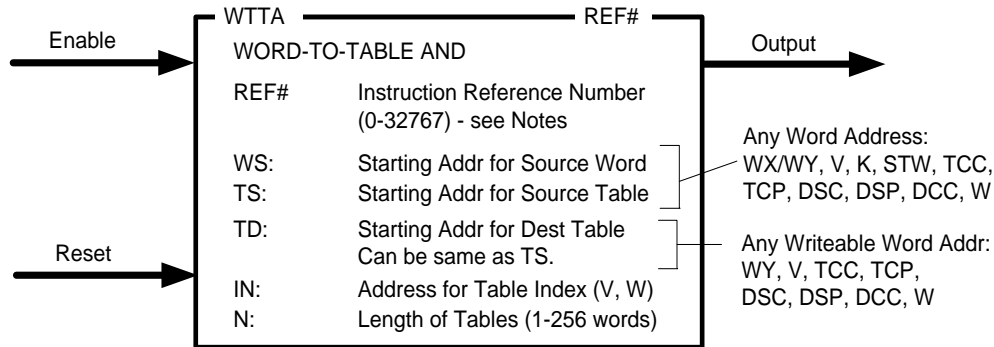 WTTA REF#
Enable
Output
WORD-TO-TABLE AND
REF# Instruction Reference Number
(0-32767) - see Notes
WS: Starting Addr for Source Word
TS: Starting Addr for Source Table
Any Word Address:
WX/WY, V, K, STW, TCC,
TCP, DSC, DSP, DCC, W
TD: Starting Addr for Dest Table
Can be same as TS.
Reset
Any Writeable Word Addr:
WY, V, TCC, TCP,
DSC, DSP, DCC, W
IN: Address for Table Index (V, W)
N: Length of Tables (1-256 words)